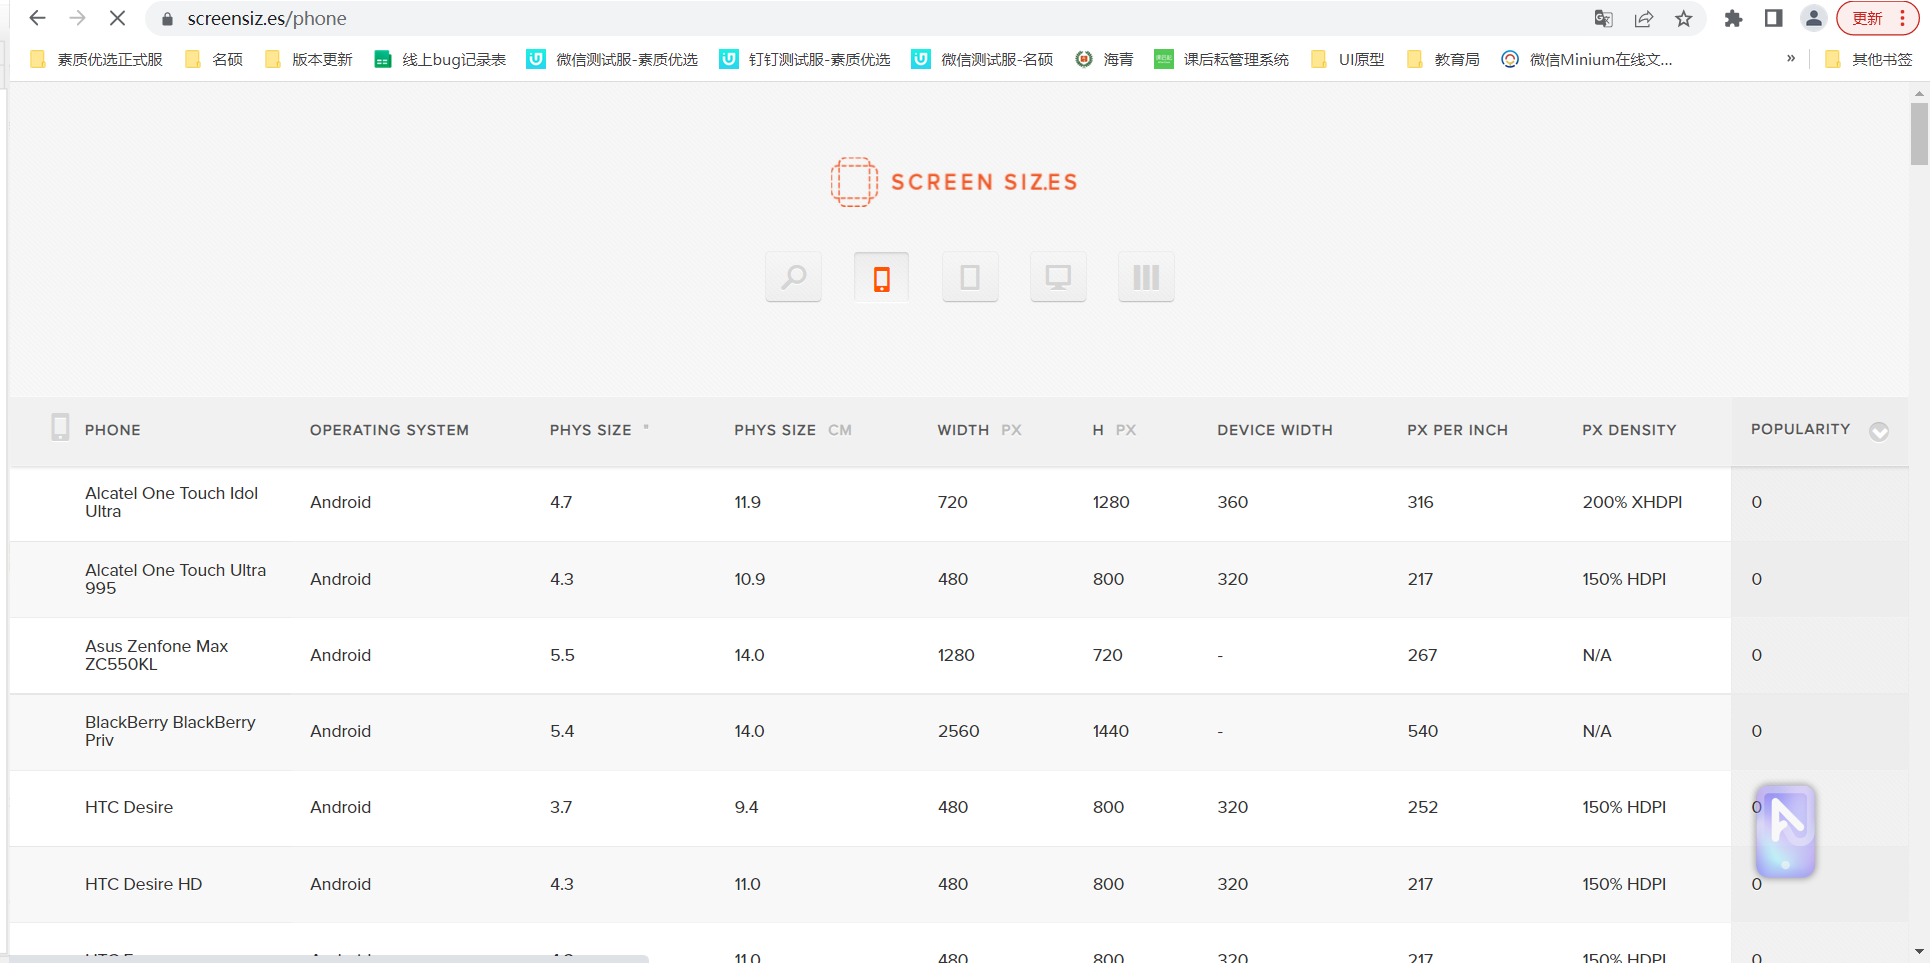 screensiz.es/phone
更新
素质优选正式服 名硕 版本更新 线上bug记录表 微信测试服-素质优选 钉钉测试服-素质优选 微信测试服-名硕 海青 课后耘管理系统 UI原型 教育局 微信Minium在线文... » 其他书签
SCREEN SIZ.ES
PHONE OPERATING SYSTEM PHYS SIZE " PHYS SIZE CM WIDTH PX H PX DEVICE WIDTH PX PER INCH PX DENSITY POPULARITY
Alcatel One Touch Idol
Ultra
Android 4.7 11.9 720 1280 360 316 200% XHDPI 0
Alcatel One Touch Ultra
995
Android 4.3 10.9 480 800 320 217 150% HDPI 0
Asus Zenfone Max
ZC550KL
Android 5.5 14.0 1280 720 - 267 N/A 0
BlackBerry BlackBerry
Priv
Android 5.4 14.0 2560 1440 - 540 N/A 0
HTC Desire Android 3.7 9.4 480 800 320 252 150% HDPI 0
HTC Desire HD Android 4.3 11.0 480 800 320 217 150% HDPI 0
11.0 480 800 320 217 150% HDPI 0